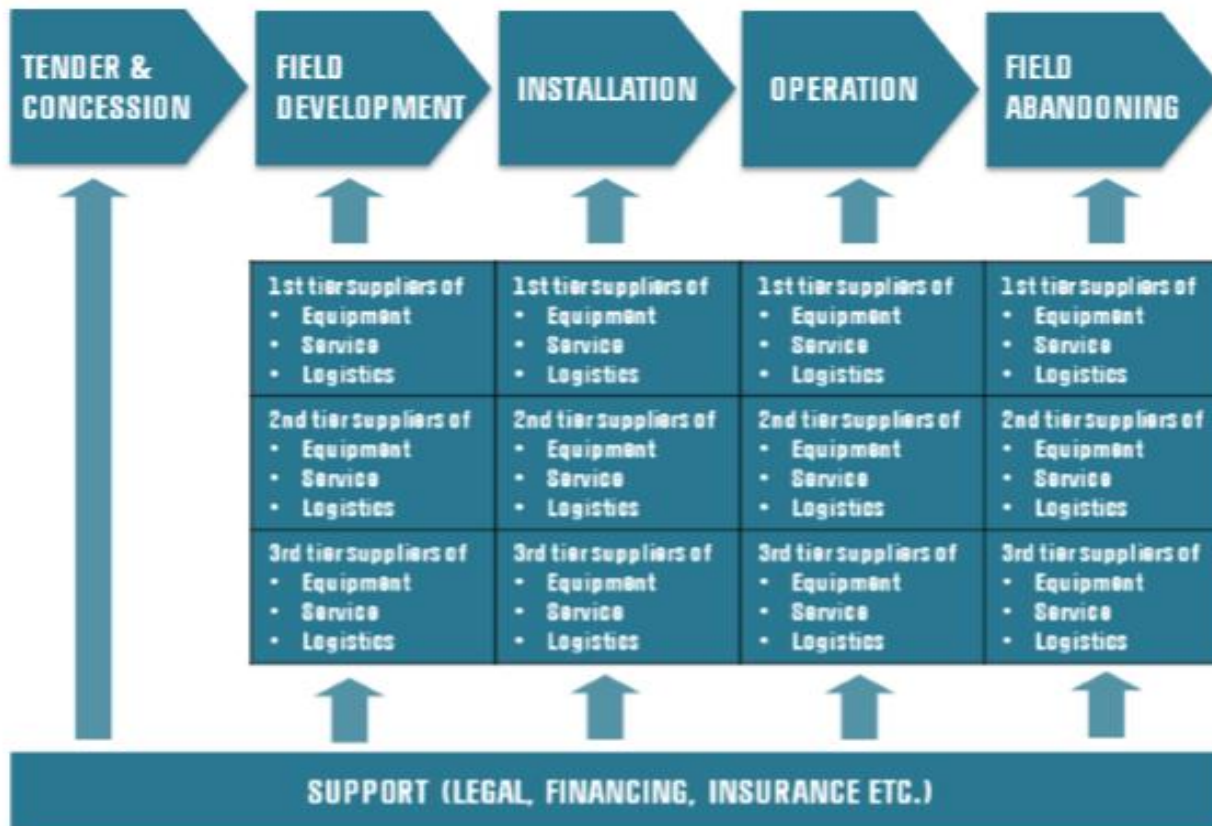 TENDER &
CONCESSION
FIELD
DEVELOPMENT
INSTALLATION
OPERATION
FIELD
ABANDONING
1st tier suppliers of
• Equipment
• Service
• Logistics
1st tier suppliers of
• Equipment
• Service
• Logistics
1st tier suppliers of
• Equipment
• Service
• Logistics
1st tier suppliers of
• Equipment
• Service
• Logistics
2nd tier suppliers of
• Equipment
• Service
• Logistics
2nd tier suppliers of
• Equipment
• Service
• Logistics
2nd tier suppliers of
• Equipment
• Service
• Logistics
2nd tier suppliers of
• Equipment
• Service
• Logistics
3rd tier suppliers of
• Equipment
• Service
• Logistics
3rd tier suppliers of
• Equipment
• Service
• Logistics
3rd tier suppliers of
• Equipment
• Service
• Logistics
3rd tier suppliers of
• Equipment
• Service
• Logistics
SUPPORT (LEGAL, FINANCING, INSURANCE ETC.)